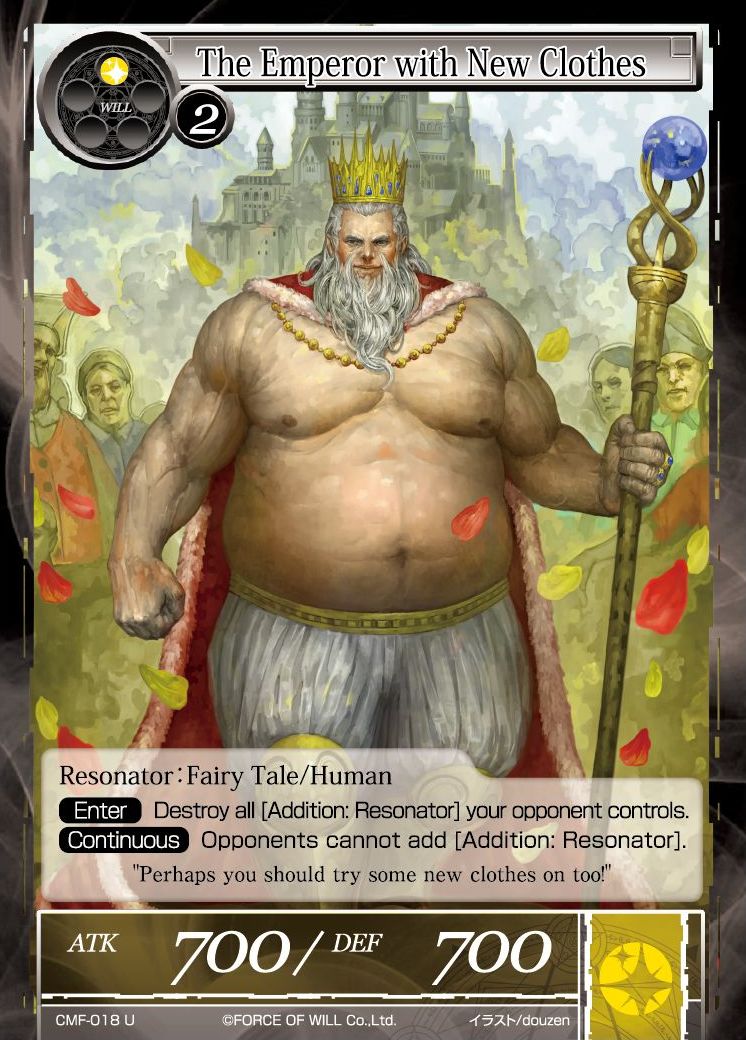 The Emperor with New Clothes
WILL
2
Resonator:Fairy Tale/Human
Enter Destroy all [Addition: Resonator] your opponent controls.
Continuous Opponents cannot add [Addition: Resonator].
"Perhaps you should try some new clothes on too!"
ATK 700 / DEF 700
CMF-018 U ©FORCE OF WILL Co.,Ltd. イラスト/douzen